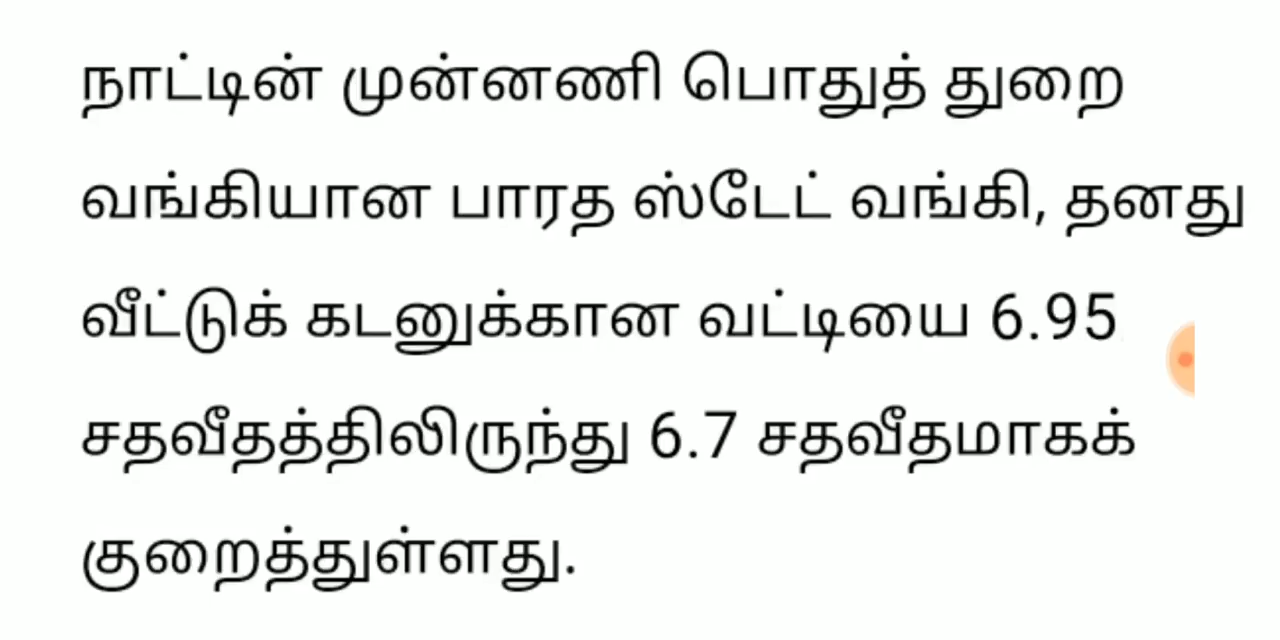 நாட்டின் முன்னணி பொதுத் துறை
வங்கியான பாரத ஸ்டேட் வங்கி, தனது
வீட்டுக் கடனுக்கான வட்டியை 6.95
சதவீதத்திலிருந்து 6.7 சதவீதமாகக்
குறைத்துள்ளது.